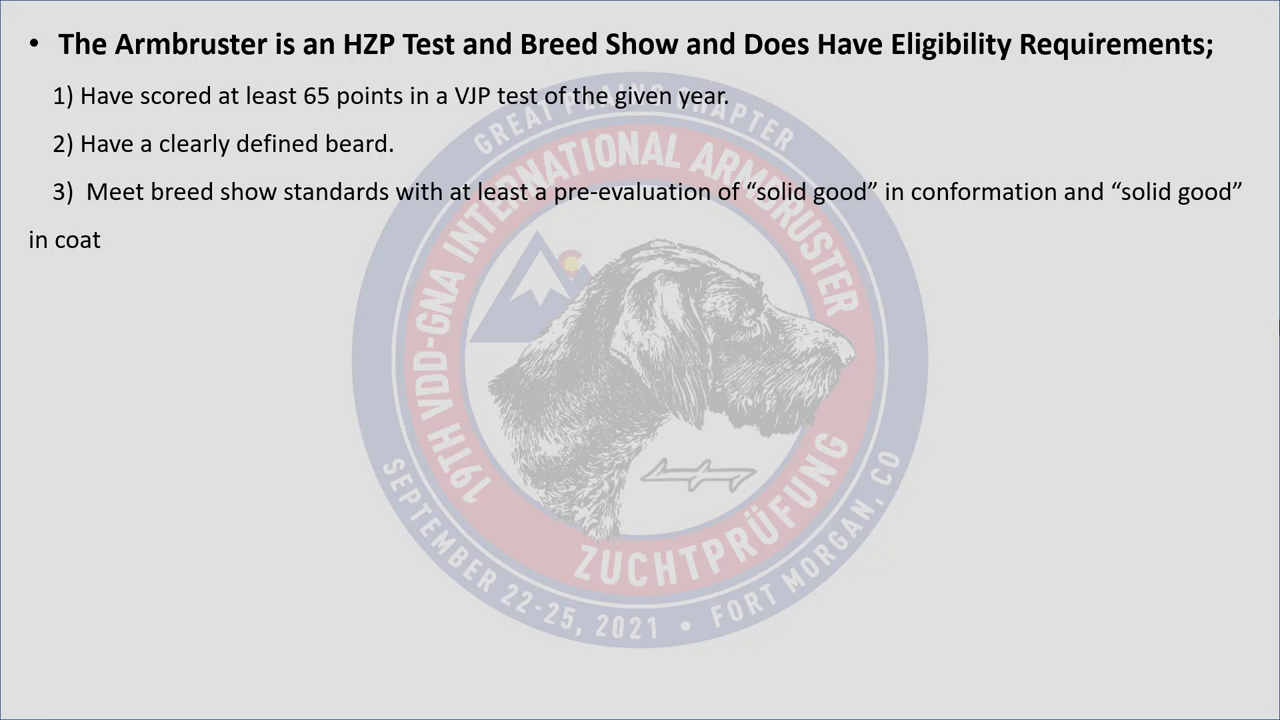 • The Armbruster is an HZP Test and Breed Show and Does Have Eligibility Requirements;
1) Have scored at least 65 points in a VJP test of the given year.
2) Have a clearly defined beard.
3) Meet breed show standards with at least a pre-evaluation of “solid good” in conformation and “solid good”
in coat
GREAT PLAINS CHAPTER
19TH VDD-GNA INTERNATIONAL ARMBRUSTER
ZUCHTPRÜFUNG
SEPTEMBER 22-25, 2021 • FORT MORGAN, CO